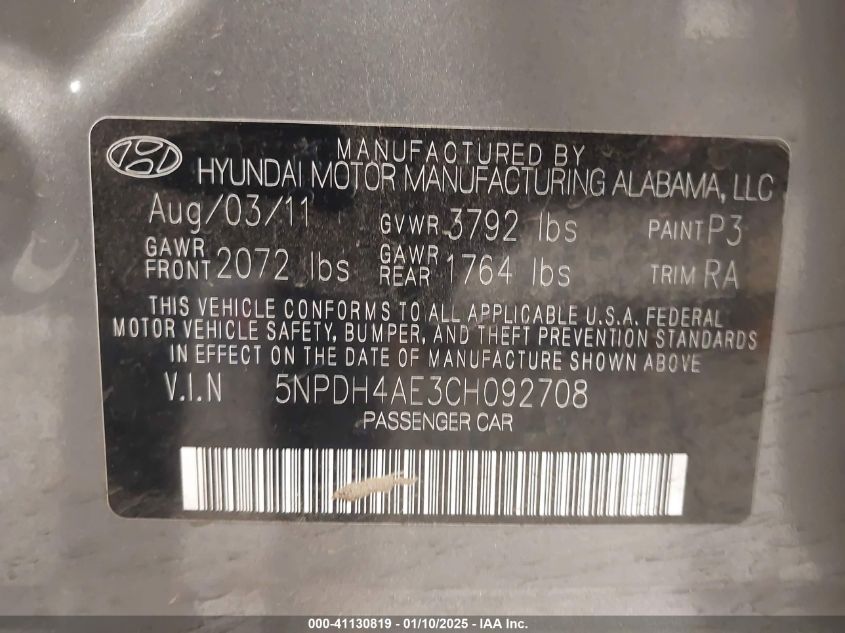 MANUFACTURED BY
HYUNDAI MOTOR MANUFACTURING ALABAMA, LLC
Aug/03/11 GVWR 3792 lbs PAINT P3
GAWR FRONT 2072 lbs GAWR REAR 1764 lbs TRIM RA
THIS VEHICLE CONFORMS TO ALL APPLICABLE U.S.A. FEDERAL
MOTOR VEHICLE SAFETY, BUMPER, AND THEFT PREVENTION STANDARDS
IN EFFECT ON THE DATE OF MANUFACTURE SHOWN ABOVE
V.I.N 5NPDH4AE3CH092708
PASSENGER CAR
000-41130819 - 01/10/2025 - IAA Inc.